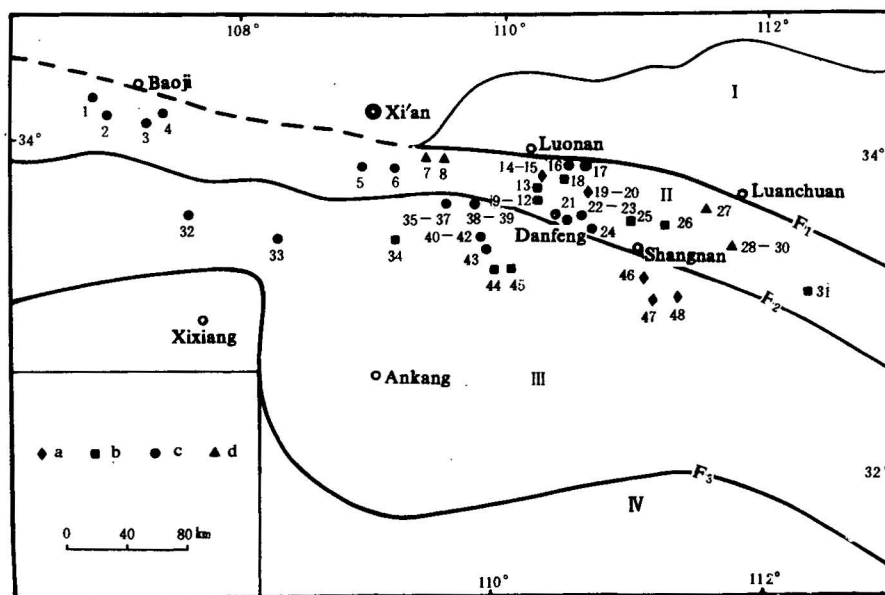 108° 110° 112°
Baoji
Xi'an
I
1 2 3 4
34° 34°
Luonan
14-15 16 17
5 6 7 8
13 18
II
Luanchuan
9-12 19-20
27
F1
35-37 38-39
21 22-23 25 26
32
Danfeng 24
28-30
40-42
Shangnan
33 34 43
46
F2
31
44 45
47 48
Xixiang
Ankang
III
a b c d
F3
32°
IV
0 40 80 km
110° 112°